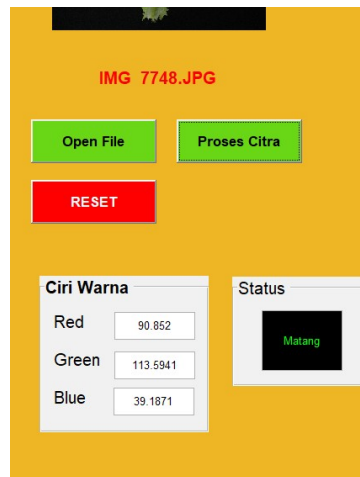 IMG 7748.JPG
Open File
Proses Citra
RESET
Ciri Warna
Red
90.852
Green
113.5941
Blue
39.1871
Status
Matang